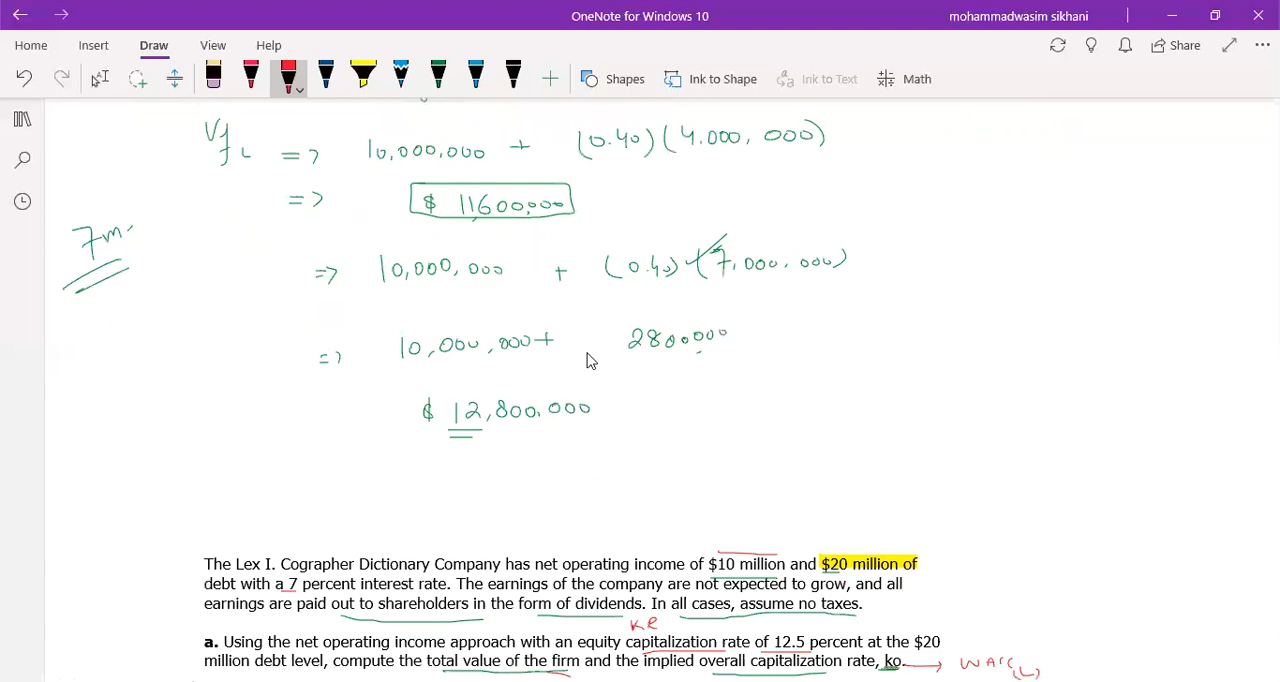 OneNote for Windows 10
mohammadwasim sikhani
Home Insert Draw View Help
Share
Shapes Ink to Shape Ink to Text Math
Vf L => 10,000,000 + (0.40) (4.000,000)
=> $ 11,600,000
7m
=> 10,000,000 + (0.40) (7,000,000)
=> 10,000,000 + 2800000
$ 12,800,000
The Lex I. Cographer Dictionary Company has net operating income of $10 million and $20 million of
debt with a 7 percent interest rate. The earnings of the company are not expected to grow, and all
earnings are paid out to shareholders in the form of dividends. In all cases, assume no taxes.
KR
a. Using the net operating income approach with an equity capitalization rate of 12.5 percent at the $20
million debt level, compute the total value of the firm and the implied overall capitalization rate, ko. → WACC(L)